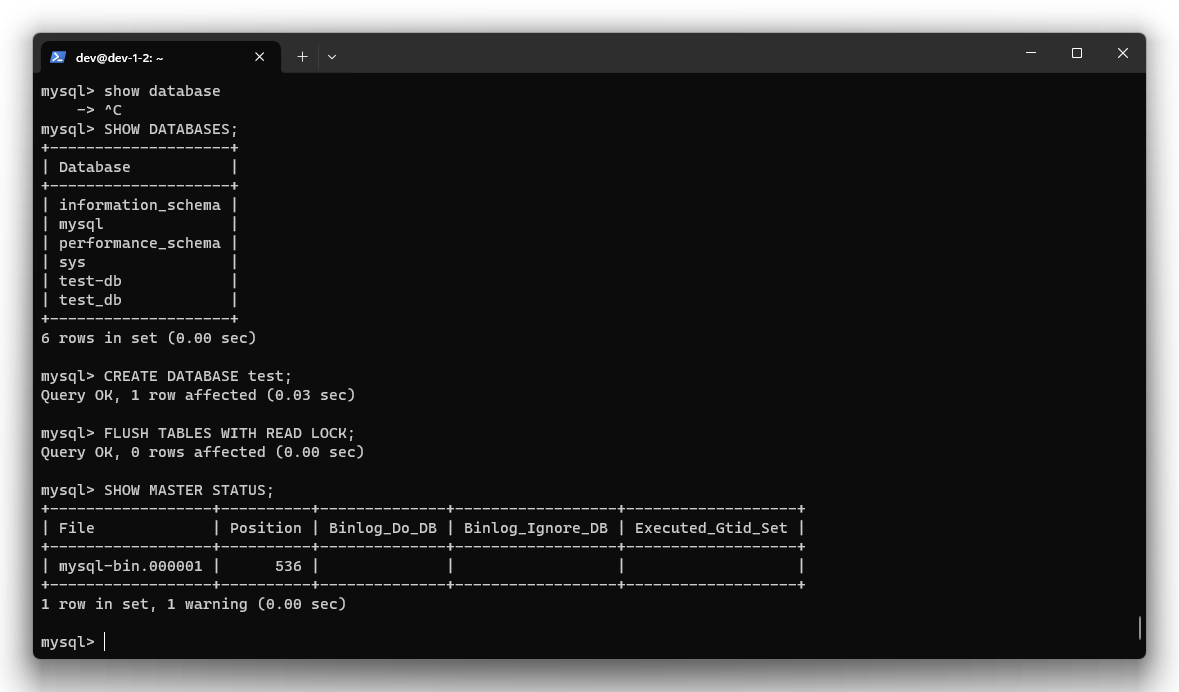 dev@dev-1-2: ~
mysql> show database
    -> ^C
mysql> SHOW DATABASES;
+--------------------+
| Database           |
+--------------------+
| information_schema |
| mysql              |
| performance_schema |
| sys                |
| test-db            |
| test_db            |
+--------------------+
6 rows in set (0.00 sec)

mysql> CREATE DATABASE test;
Query OK, 1 row affected (0.03 sec)

mysql> FLUSH TABLES WITH READ LOCK;
Query OK, 0 rows affected (0.00 sec)

mysql> SHOW MASTER STATUS;
+------------------+----------+--------------+------------------+-------------------+
| File             | Position | Binlog_Do_DB | Binlog_Ignore_DB | Executed_Gtid_Set |
+------------------+----------+--------------+------------------+-------------------+
| mysql-bin.000001 |      536 |              |                  |                   |
+------------------+----------+--------------+------------------+-------------------+
1 row in set, 1 warning (0.00 sec)

mysql>